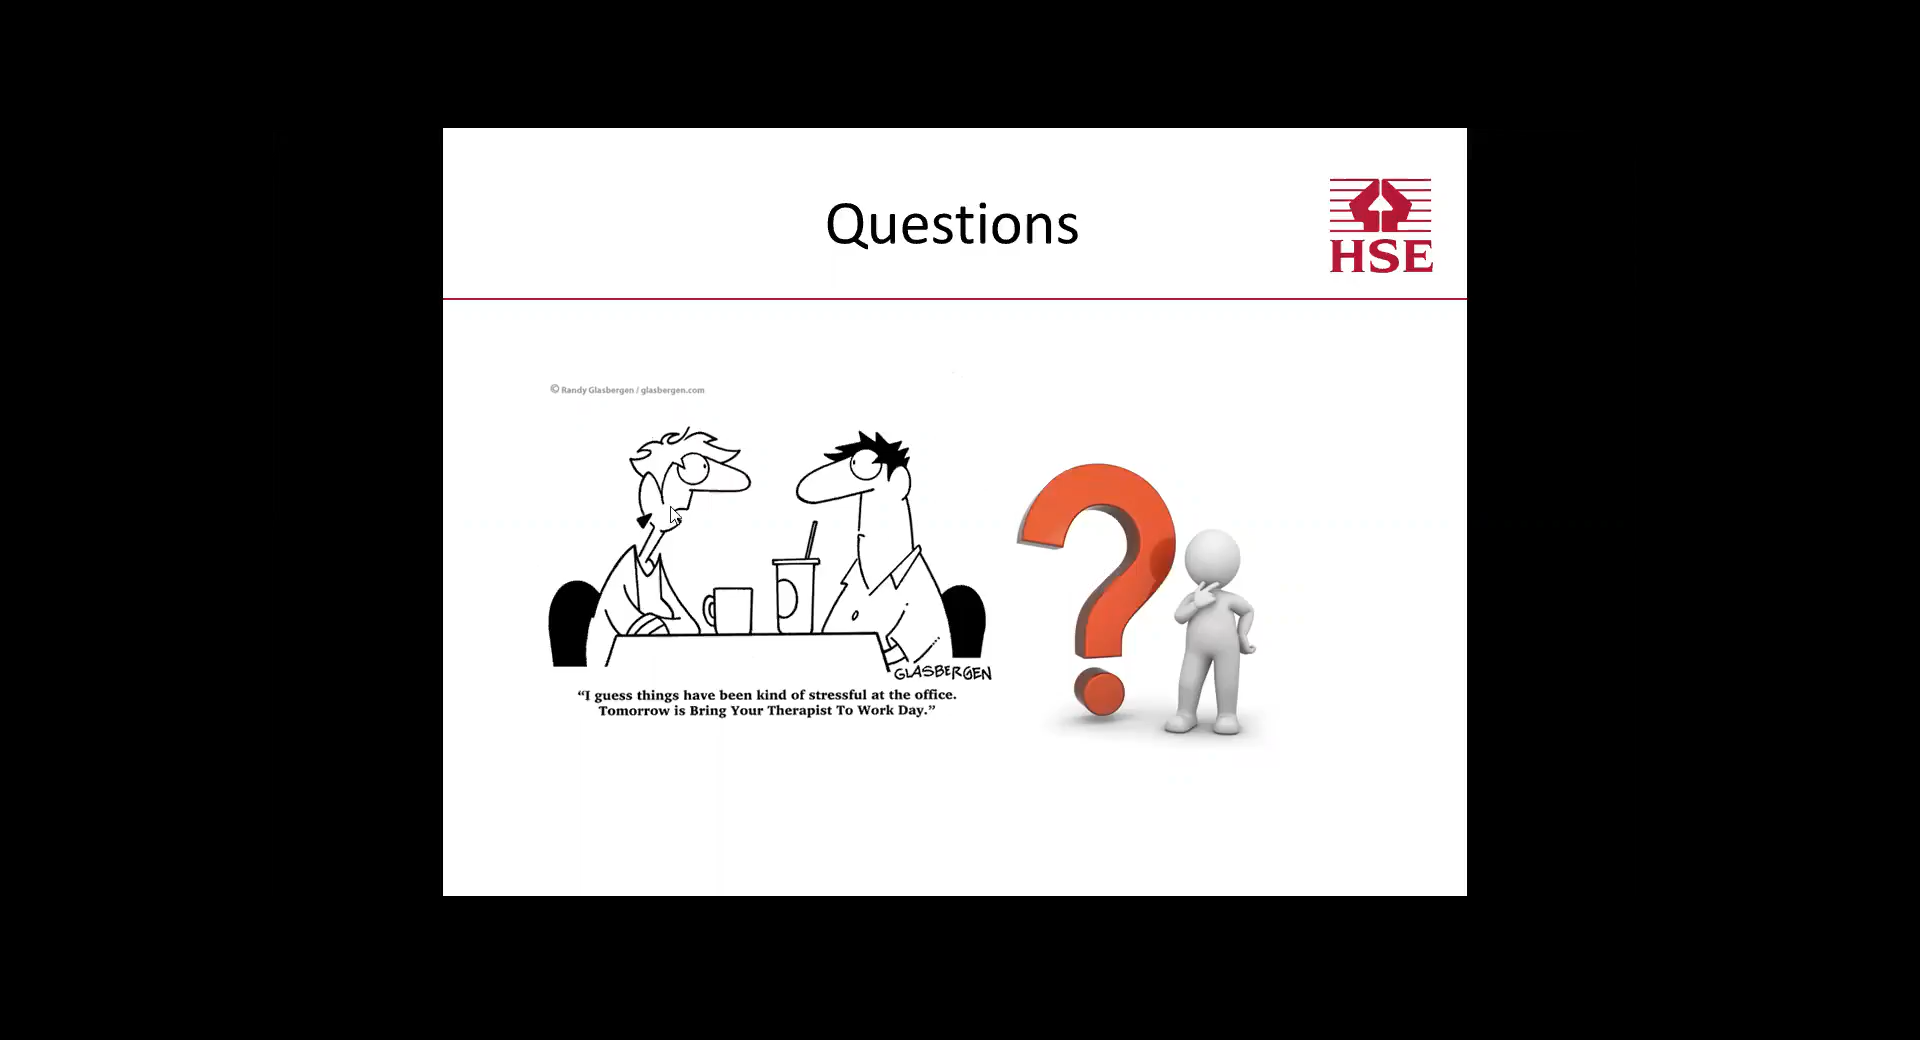 Questions
HSE
© Randy Glasbergen / glasbergen.com
GLASBERGEN
“I guess things have been kind of stressful at the office.
Tomorrow is Bring Your Therapist To Work Day.”